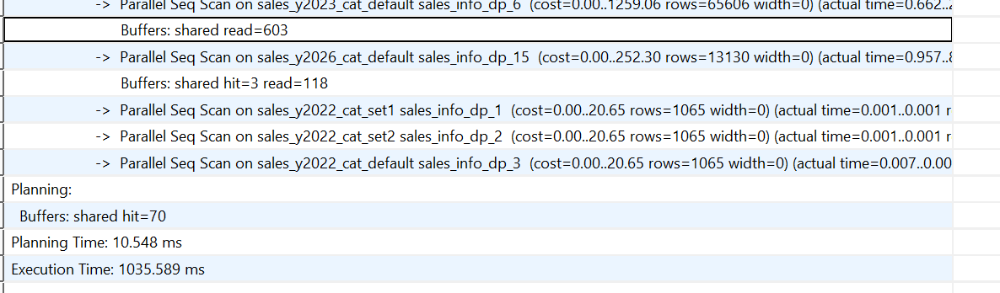 -> Parallel Seq Scan on sales_y2023_cat_default sales_info_dp_6 (cost=0.00..1259.06 rows=65606 width=0) (actual time=0.662..2
Buffers: shared read=603
-> Parallel Seq Scan on sales_y2026_cat_default sales_info_dp_15 (cost=0.00..252.30 rows=13130 width=0) (actual time=0.957..8
Buffers: shared hit=3 read=118
-> Parallel Seq Scan on sales_y2022_cat_set1 sales_info_dp_1 (cost=0.00..20.65 rows=1065 width=0) (actual time=0.001..0.001 r
-> Parallel Seq Scan on sales_y2022_cat_set2 sales_info_dp_2 (cost=0.00..20.65 rows=1065 width=0) (actual time=0.001..0.001 r
-> Parallel Seq Scan on sales_y2022_cat_default sales_info_dp_3 (cost=0.00..20.65 rows=1065 width=0) (actual time=0.007..0.00
Planning:
Buffers: shared hit=70
Planning Time: 10.548 ms
Execution Time: 1035.589 ms